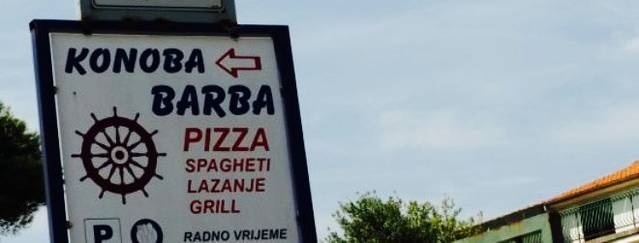 KONOBA
BARBA
PIZZA
SPAGHETI
LAZANJE
GRILL
P
RADNO VRIJEME